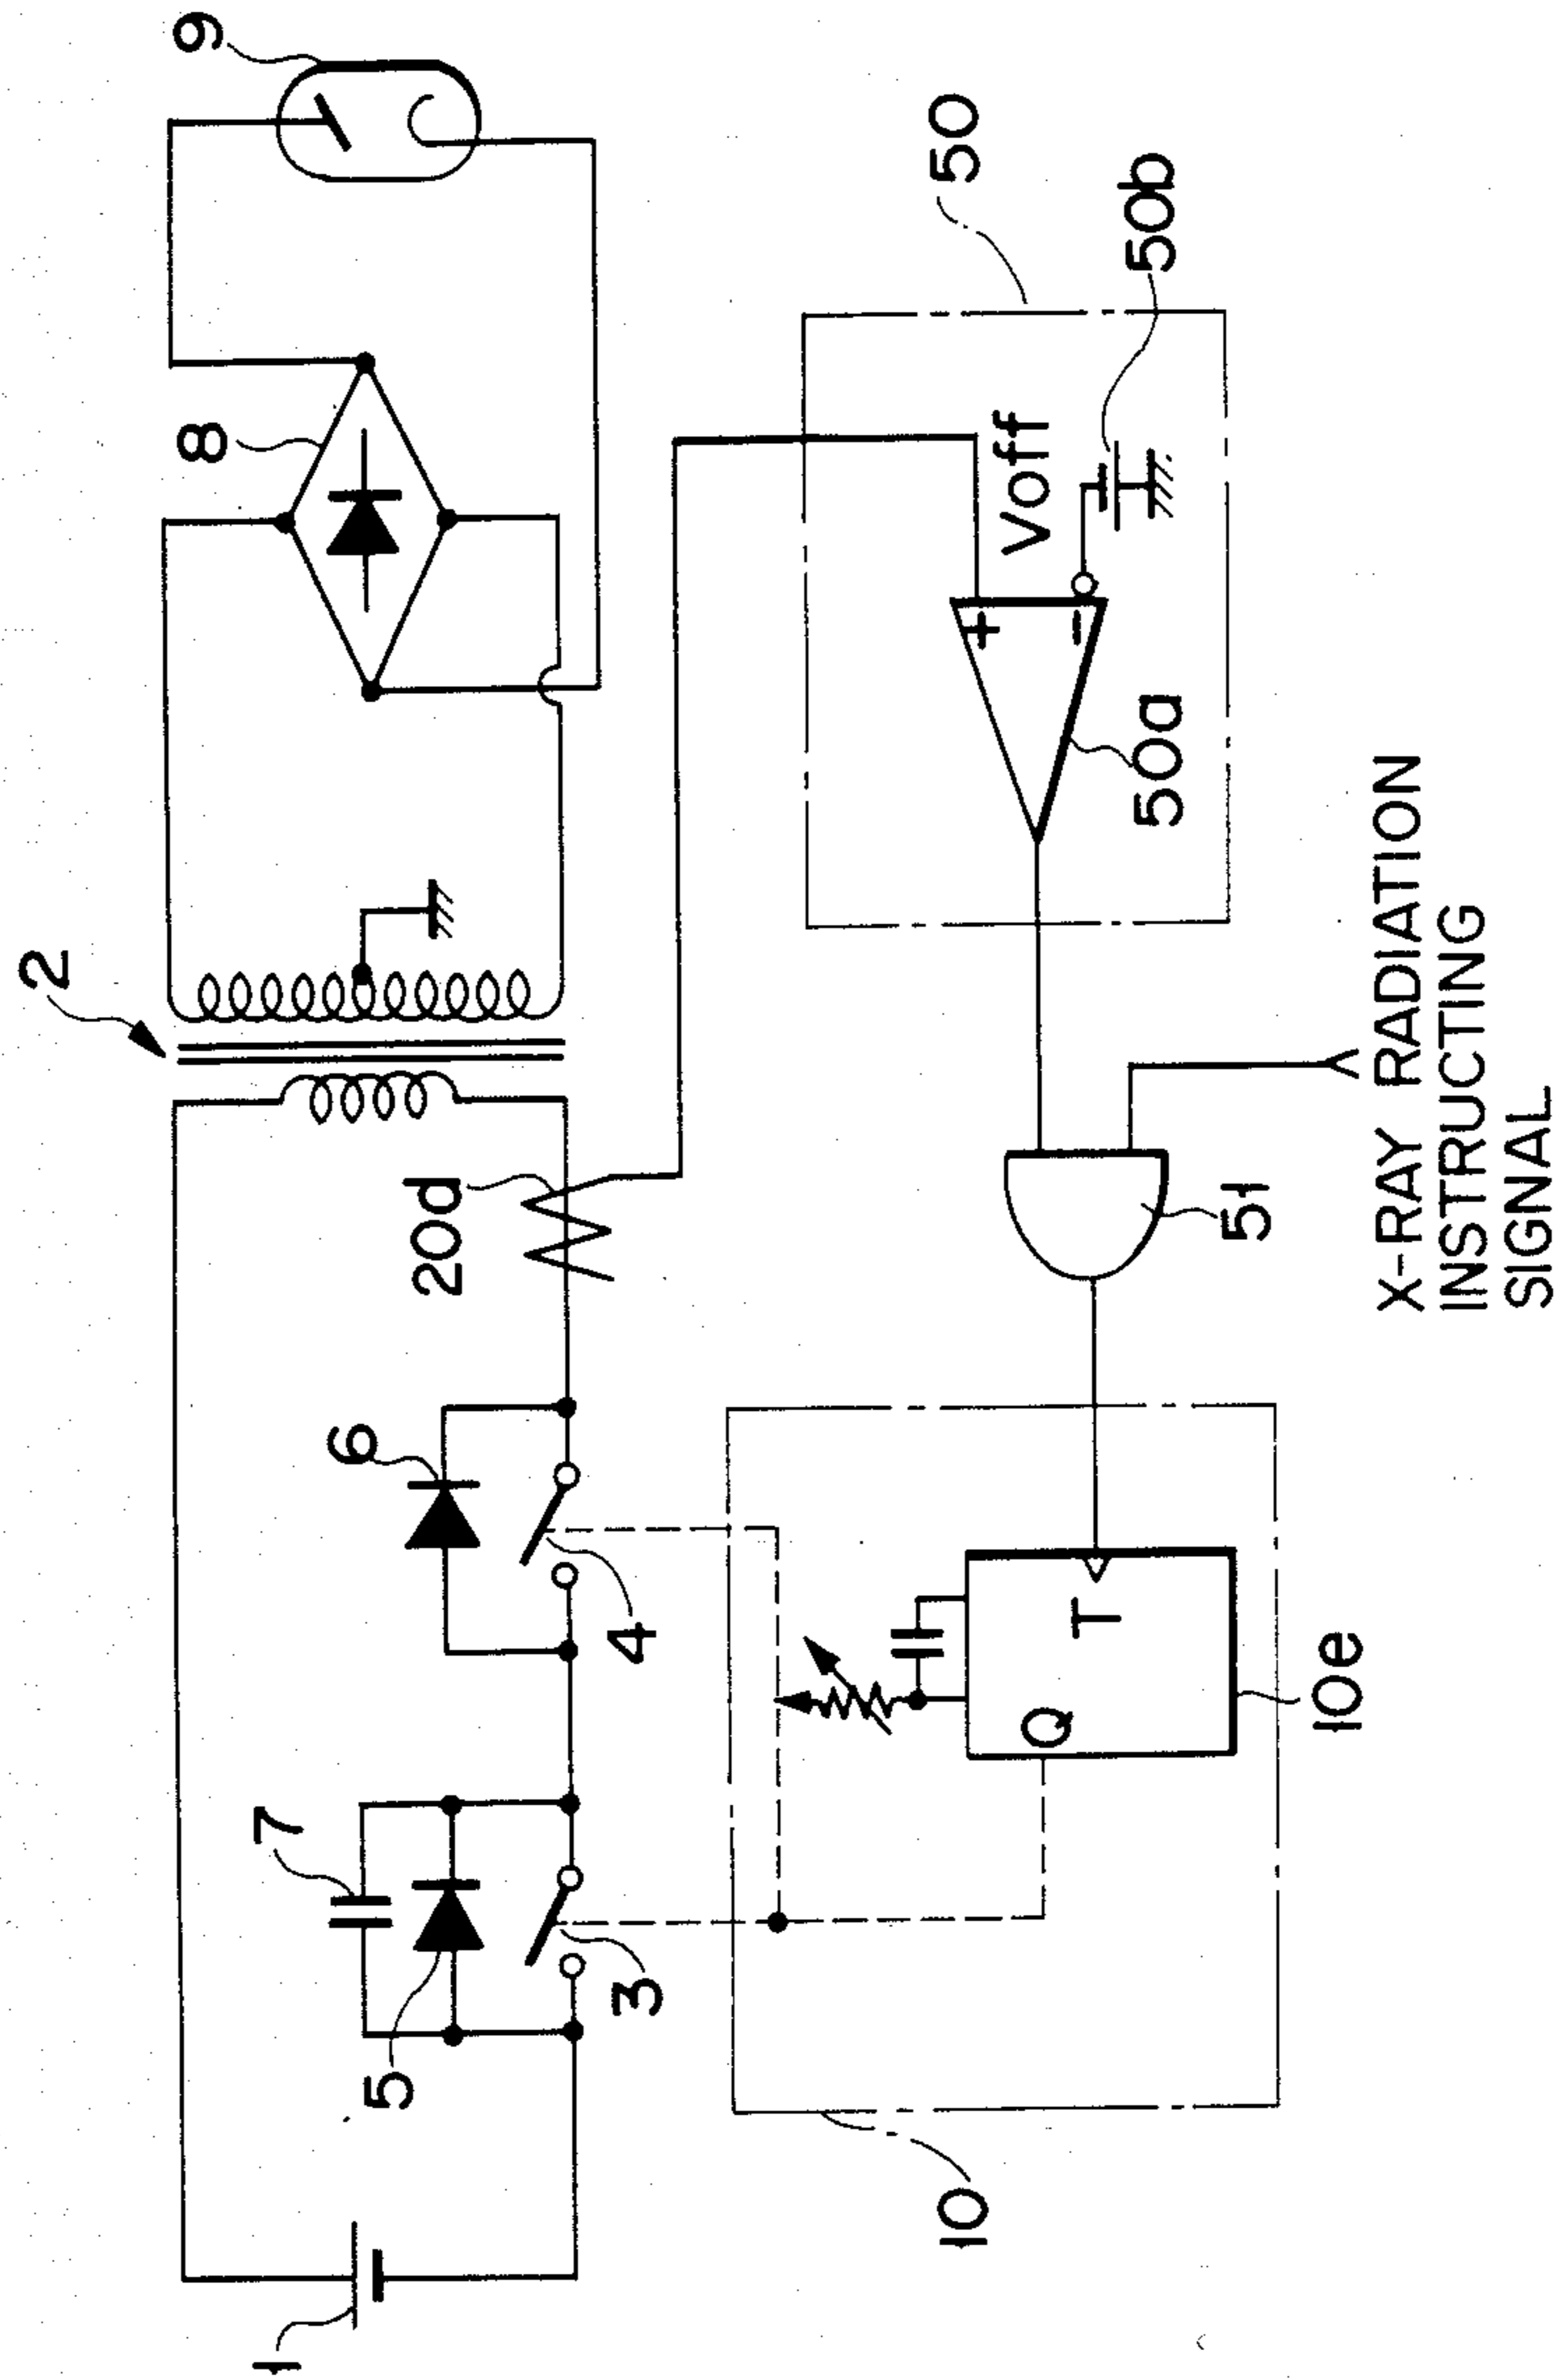 2
8
9
20d
6
7
5
4
3
1
50
Voff
50b
+
−
50a
10
Q
T
10e
51
X-RAY RADIATION
INSTRUCTING
SIGNAL